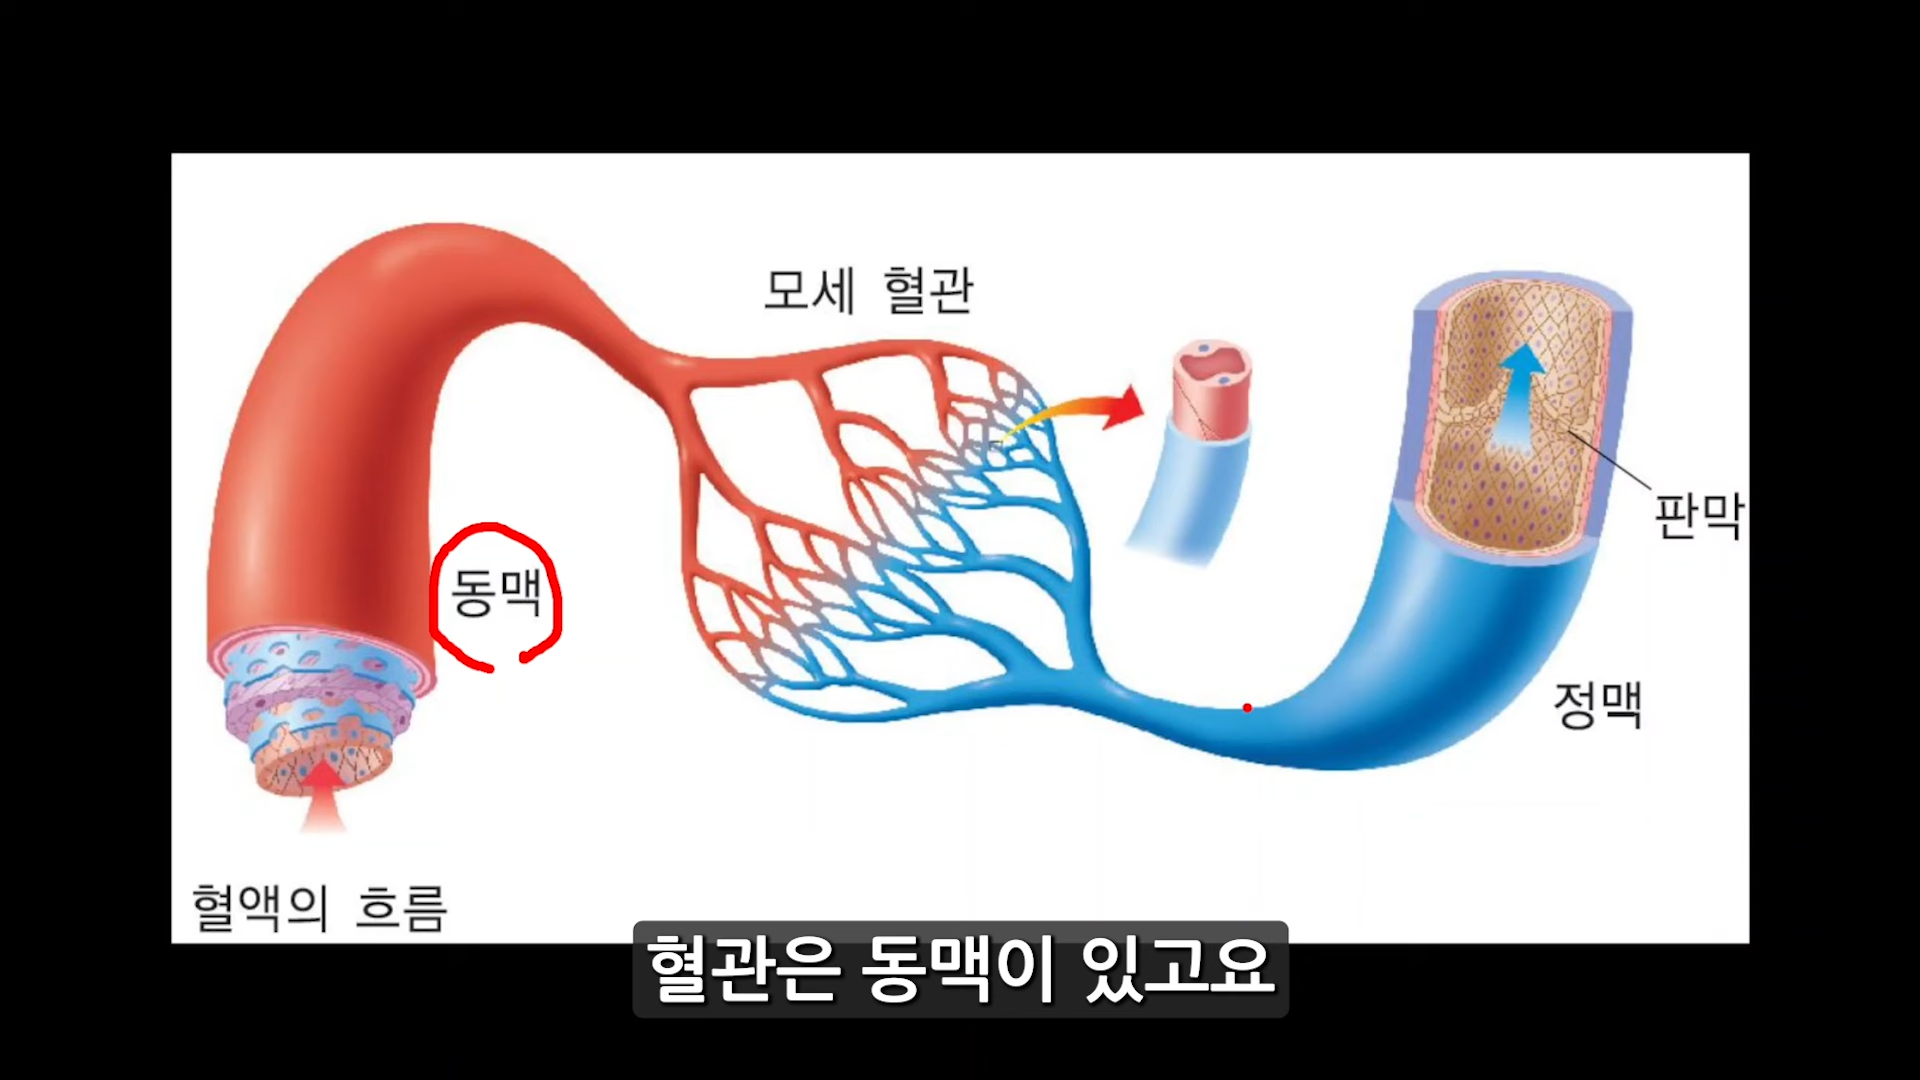 모세 혈관
판막
동맥
정맥
혈액의 흐름
혈관은 동맥이 있고요